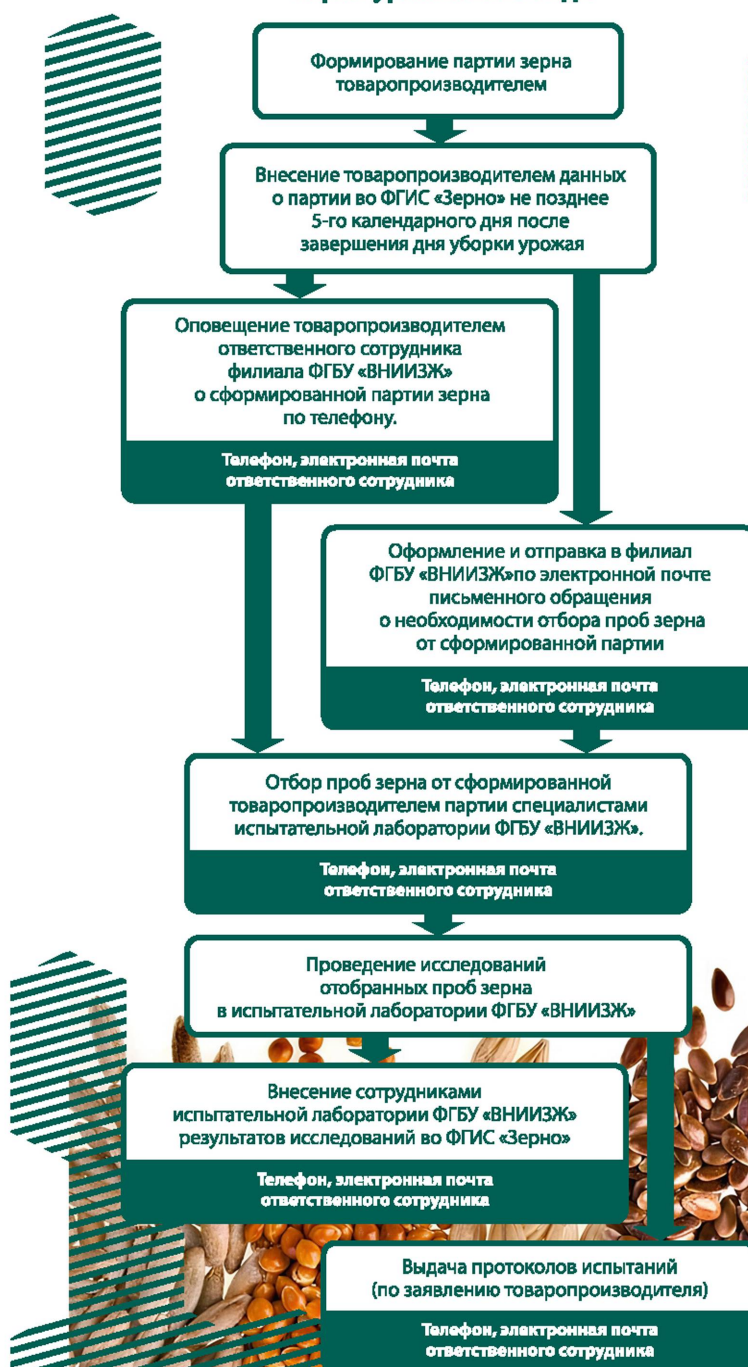 Формирование партии зерна
товаропроизводителем
Внесение товаропроизводителем данных
о партии во ФГИС «Зерно» не позднее
5-го календарного дня после
завершения дня уборки урожая
Оповещение товаропроизводителем
ответственного сотрудника
филиала ФГБУ «ВНИИЗЖ»
о сформированной партии зерна
по телефону.
Телефон, электронная почта
ответственного сотрудника
Оформление и отправка в филиал
ФГБУ «ВНИИЗЖ»по электронной почте
письменного обращения
о необходимости отбора проб зерна
от сформированной партии
Телефон, электронная почта
ответственного сотрудника
Отбор проб зерна от сформированной
товаропроизводителем партии специалистами
испытательной лаборатории ФГБУ «ВНИИЗЖ».
Телефон, электронная почта
ответственного сотрудника
Проведение исследований
отобранных проб зерна
в испытательной лаборатории ФГБУ «ВНИИЗЖ»
Внесение сотрудниками
испытательной лаборатории ФГБУ «ВНИИЗЖ»
результатов исследований во ФГИС «Зерно»
Телефон, электронная почта
ответственного сотрудника
Выдача протоколов испытаний
(по заявлению товаропроизводителя)
Телефон, электронная почта
ответственного сотрудника